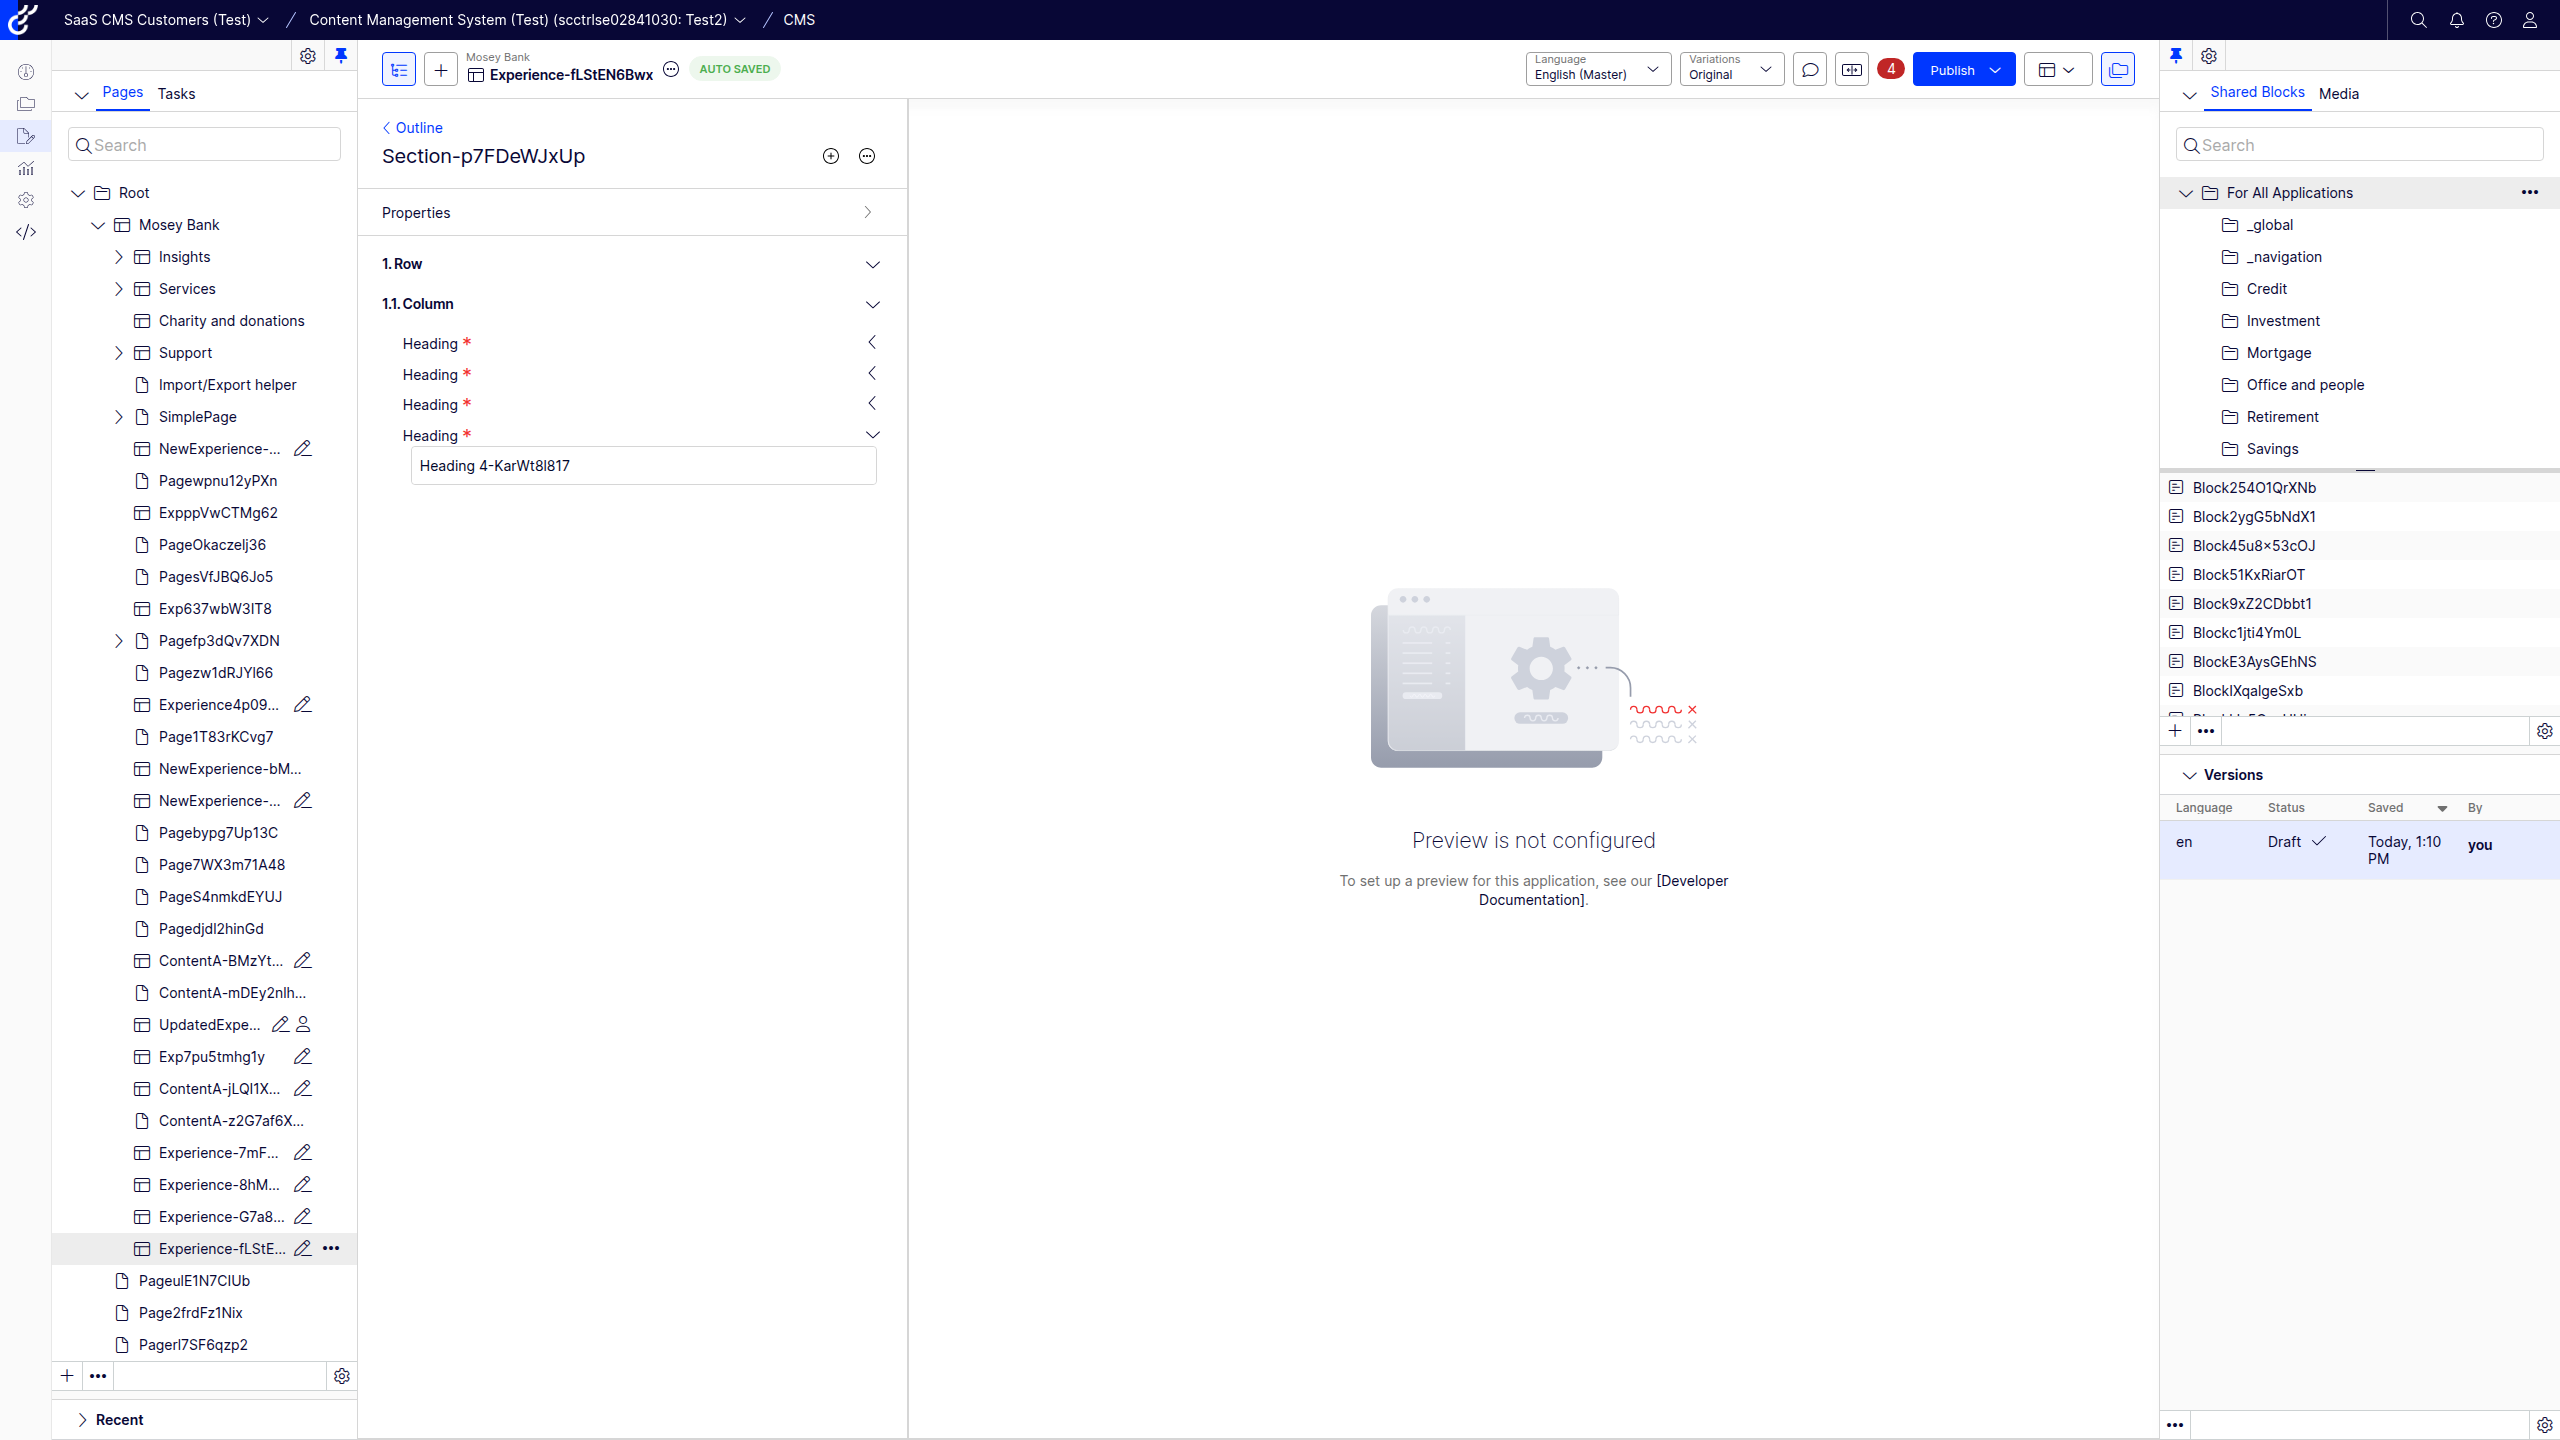 SaaS CMS Customers (Test) / Content Management System (Test) (scctrlse02841030: Test2) / CMS
Pages Tasks
Search
Root
Mosey Bank
Insights
Services
Charity and donations
Support
Import/Export helper
SimplePage
NewExperience-...
Pagewpnu12yPXn
ExpppVwCTMg62
PageOkaczelj36
PagesVfJBQ6Jo5
Exp637wbW3IT8
Pagefp3dQv7XDN
Pagezw1dRJYl66
Experience4p09...
Page1T83rKCvg7
NewExperience-bM...
NewExperience-...
Pagebypg7Up13C
Page7WX3m71A48
PageS4nmkdEYUJ
Pagedjdl2hinGd
ContentA-BMzYt...
ContentA-mDEy2nlh...
UpdatedExpe...
Exp7pu5tmhg1y
ContentA-jLQI1X...
ContentA-z2G7af6X...
Experience-7mF...
Experience-8hM...
Experience-G7a8...
Experience-fLStE...
PageulE1N7CIUb
Page2frdFz1Nix
Pagerl7SF6qzp2
Recent
Mosey Bank
Experience-fLStEN6Bwx
AUTO SAVED
Language
English (Master)
Variations
Original
4
Publish
Outline
Section-p7FDeWJxUp
Properties
1. Row
1.1. Column
Heading *
Heading *
Heading *
Heading *
Heading 4-KarWt8l817
Preview is not configured
To set up a preview for this application, see our [Developer
Documentation].
Shared Blocks Media
Search
For All Applications
_global
_navigation
Credit
Investment
Mortgage
Office and people
Retirement
Savings
Block254O1QrXNb
Block2ygG5bNdX1
Block45u8x53cOJ
Block51KxRiarOT
Block9xZ2CDbbt1
Blockc1jti4Ym0L
BlockE3AysGEhNS
BlockIXqaIgeSxb
Versions
Language Status Saved By
en Draft Today, 1:10 PM you